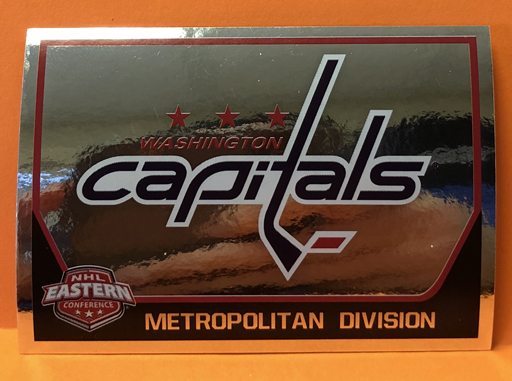 WASHINGTON
capitals
NHL
EASTERN
CONFERENCE
METROPOLITAN DIVISION